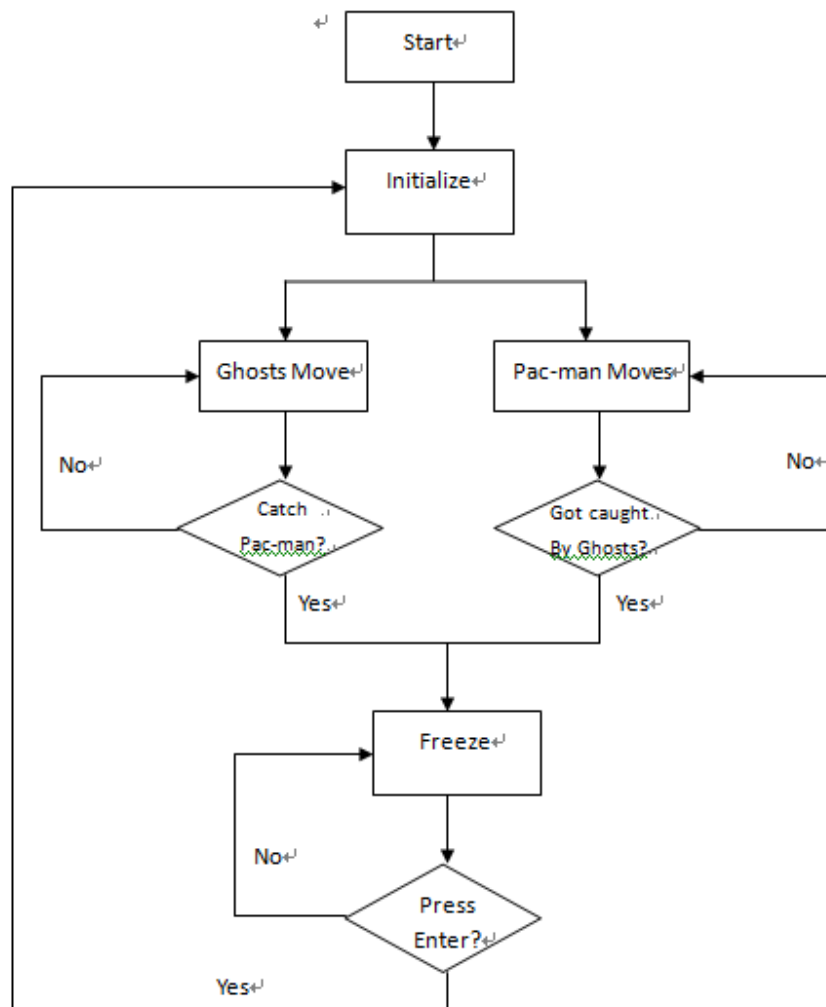 Start
Initialize
Ghosts Move
Pac-man Moves
No
No
Catch
Pac-man?
Got caught
By Ghosts?
Yes
Yes
Freeze
No
Press
Enter?
Yes